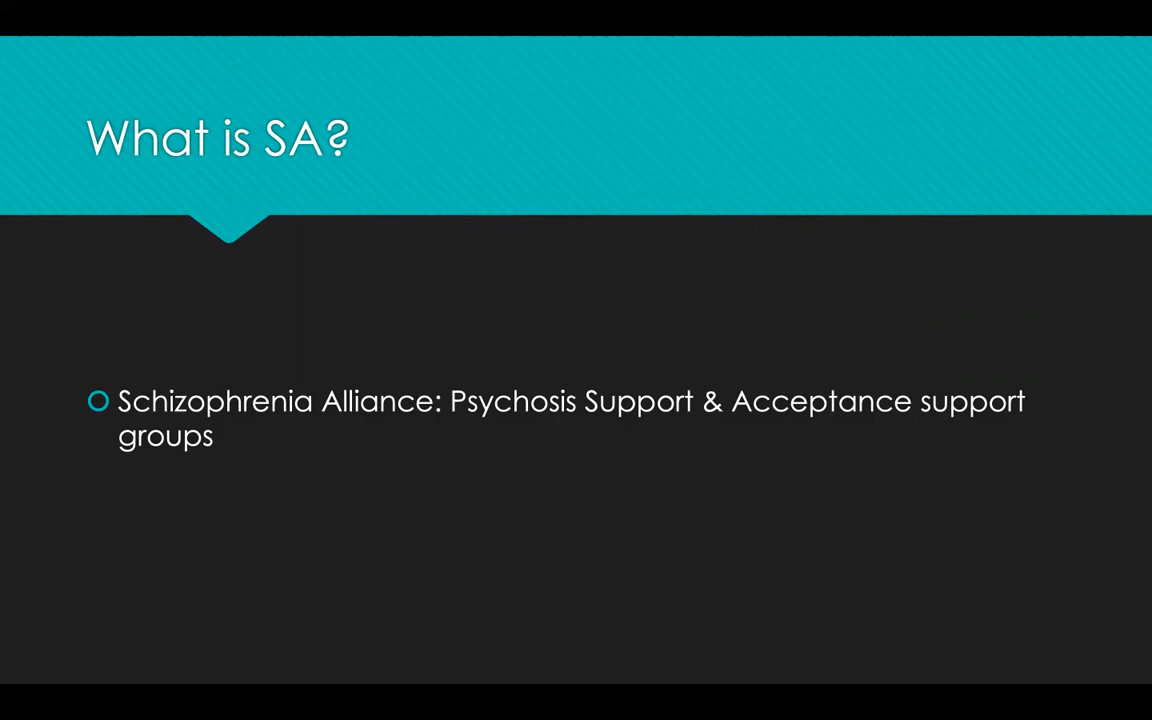 What is SA?
Schizophrenia Alliance: Psychosis Support & Acceptance support
groups